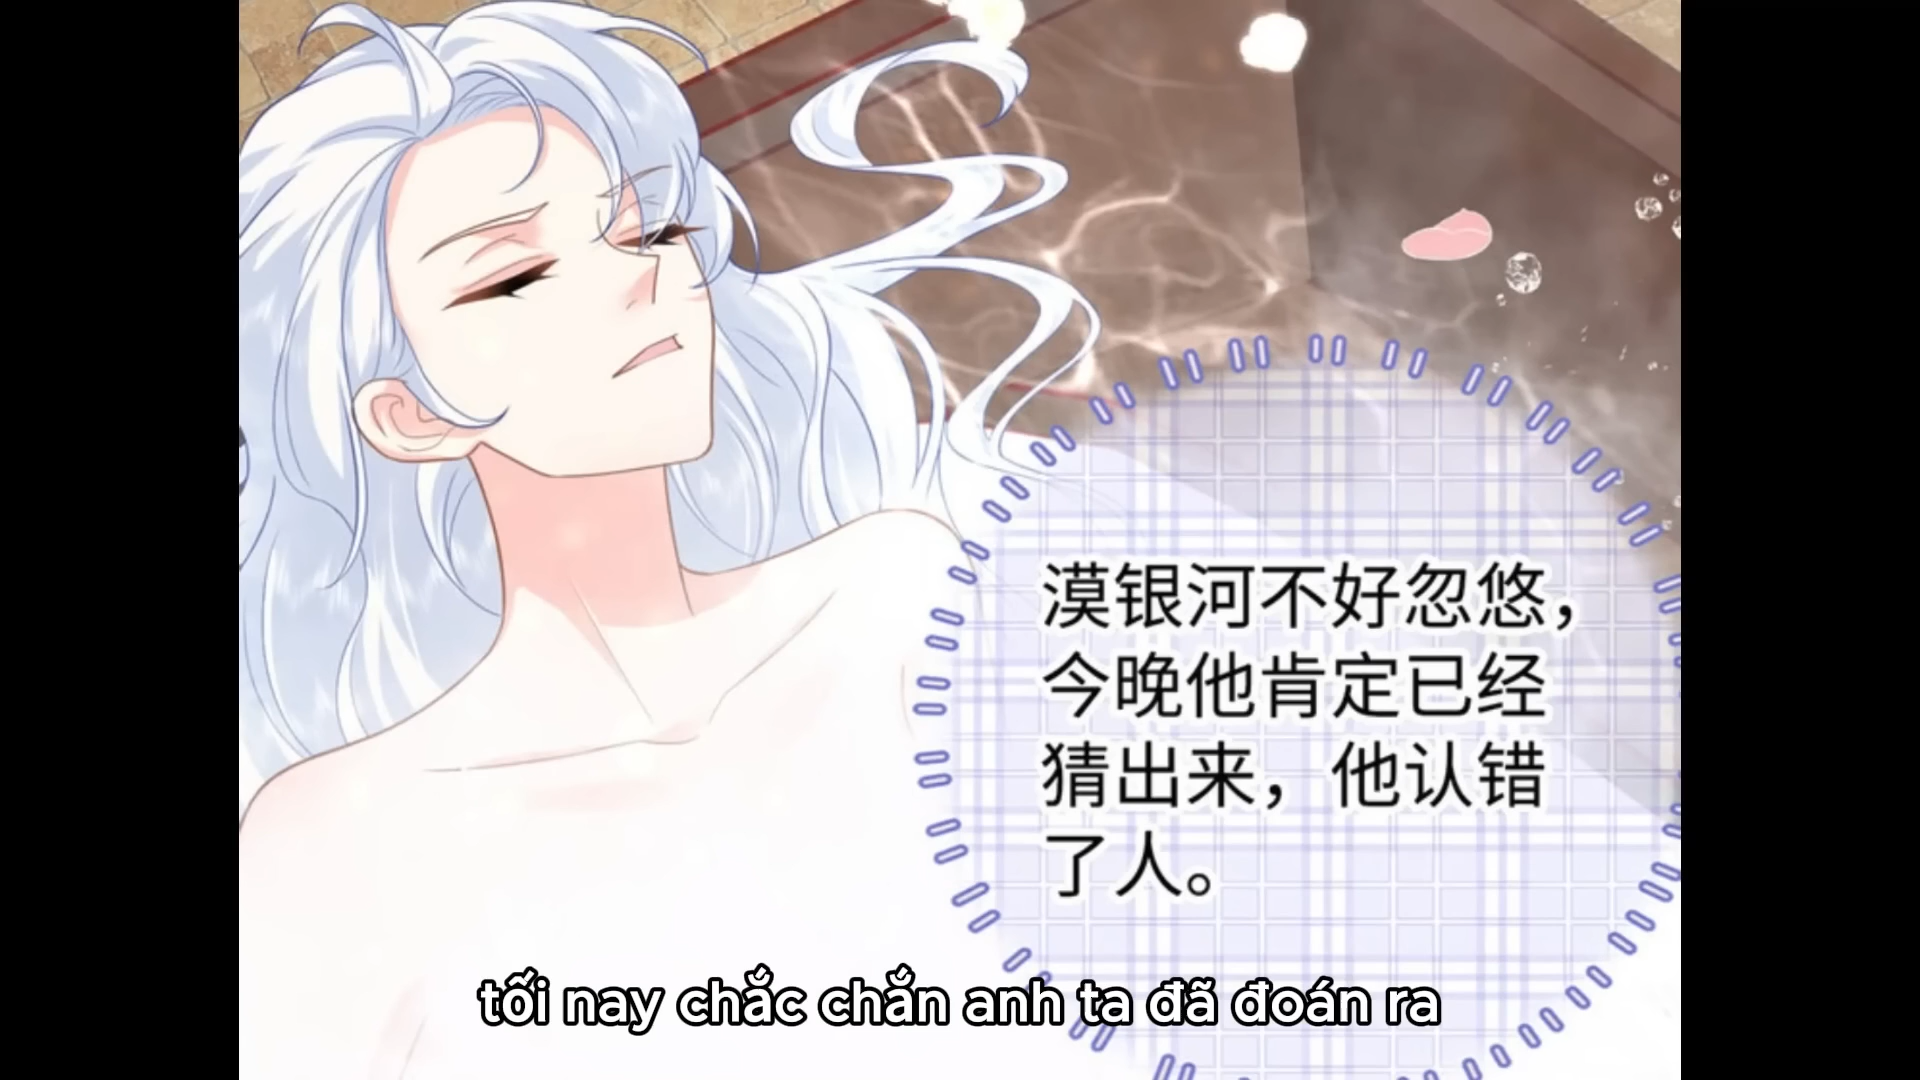 漠银河不好忽悠，
今晚他肯定已经
猜出来，他认错
了人。
tối nay chắc chắn anh ta đã đoán ra